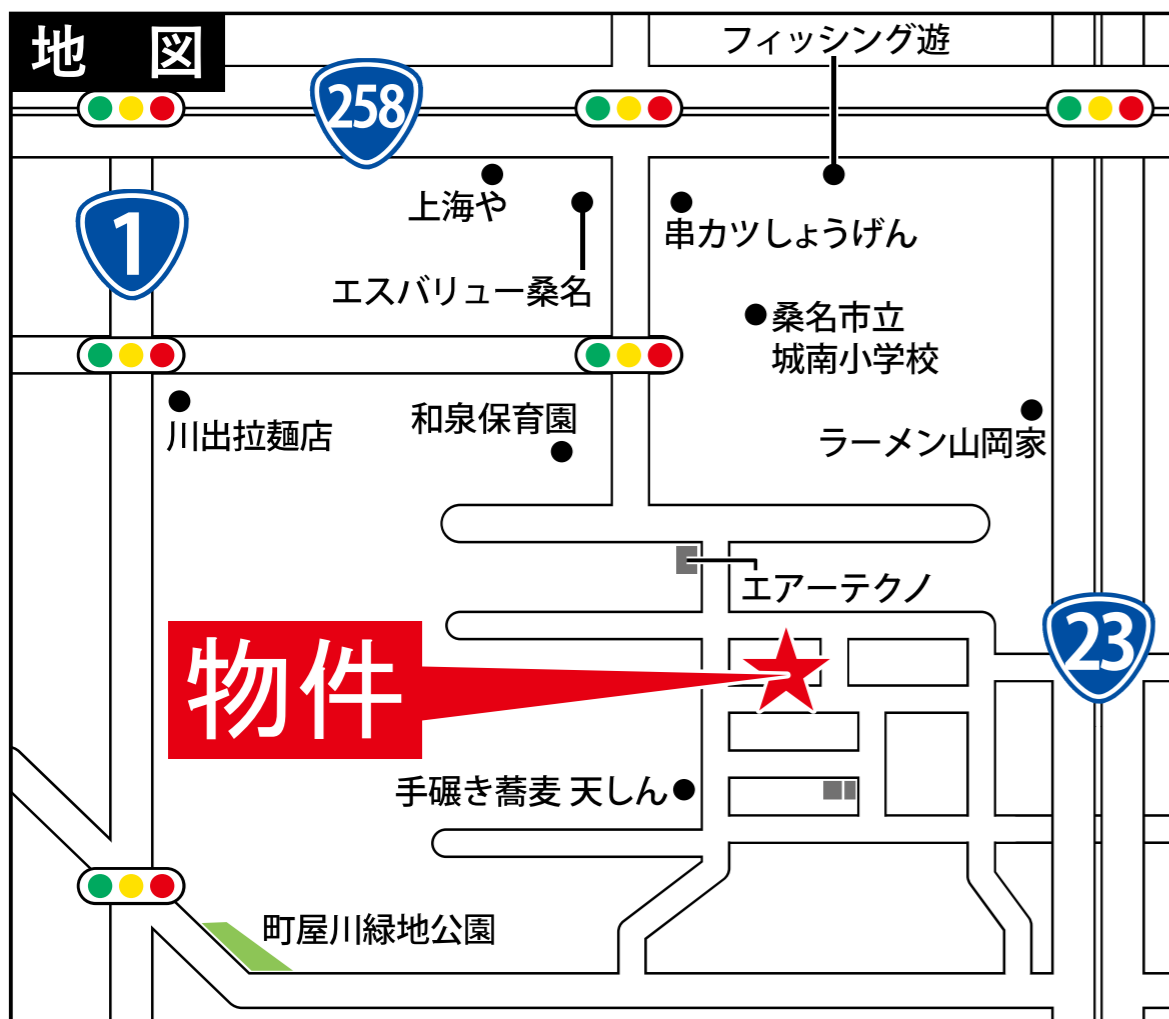 地 図
フィッシング遊
258
上海や
1
串カツしょうげん
エスバリュー桑名
桑名市立
城南小学校
川出拉麺店
和泉保育園
ラーメン山岡家
エアーテクノ
23
物件
手碾き蕎麦 天しん
町屋川緑地公園